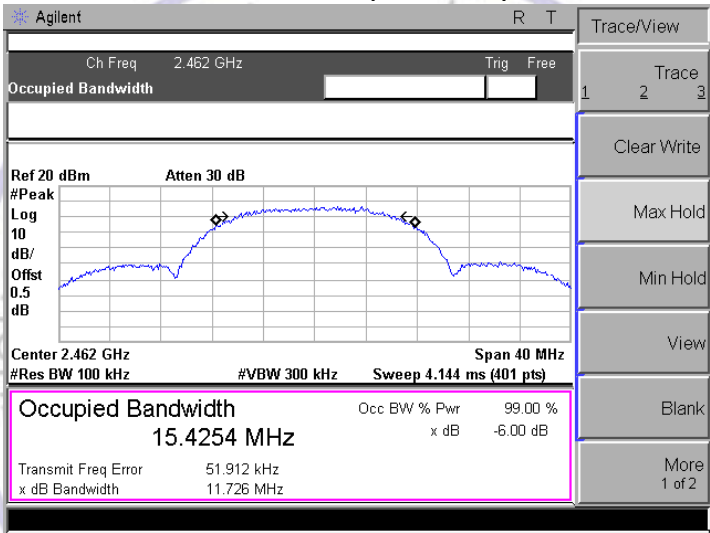 Agilent
R T
Trace/View
Ch Freq 2.462 GHz
Trig Free
Occupied Bandwidth
Trace
1 2 3
Clear Write
Max Hold
Min Hold
View
Blank
More
1 of 2
Ref 20 dBm Atten 30 dB
#Peak
Log
10
dB/
Offst
0.5
dB
Center 2.462 GHz
Span 40 MHz
#Res BW 100 kHz #VBW 300 kHz Sweep 4.144 ms (401 pts)
Occupied Bandwidth
15.4254 MHz
Occ BW % Pwr 99.00 %
x dB -6.00 dB
Transmit Freq Error 51.912 kHz
x dB Bandwidth 11.726 MHz